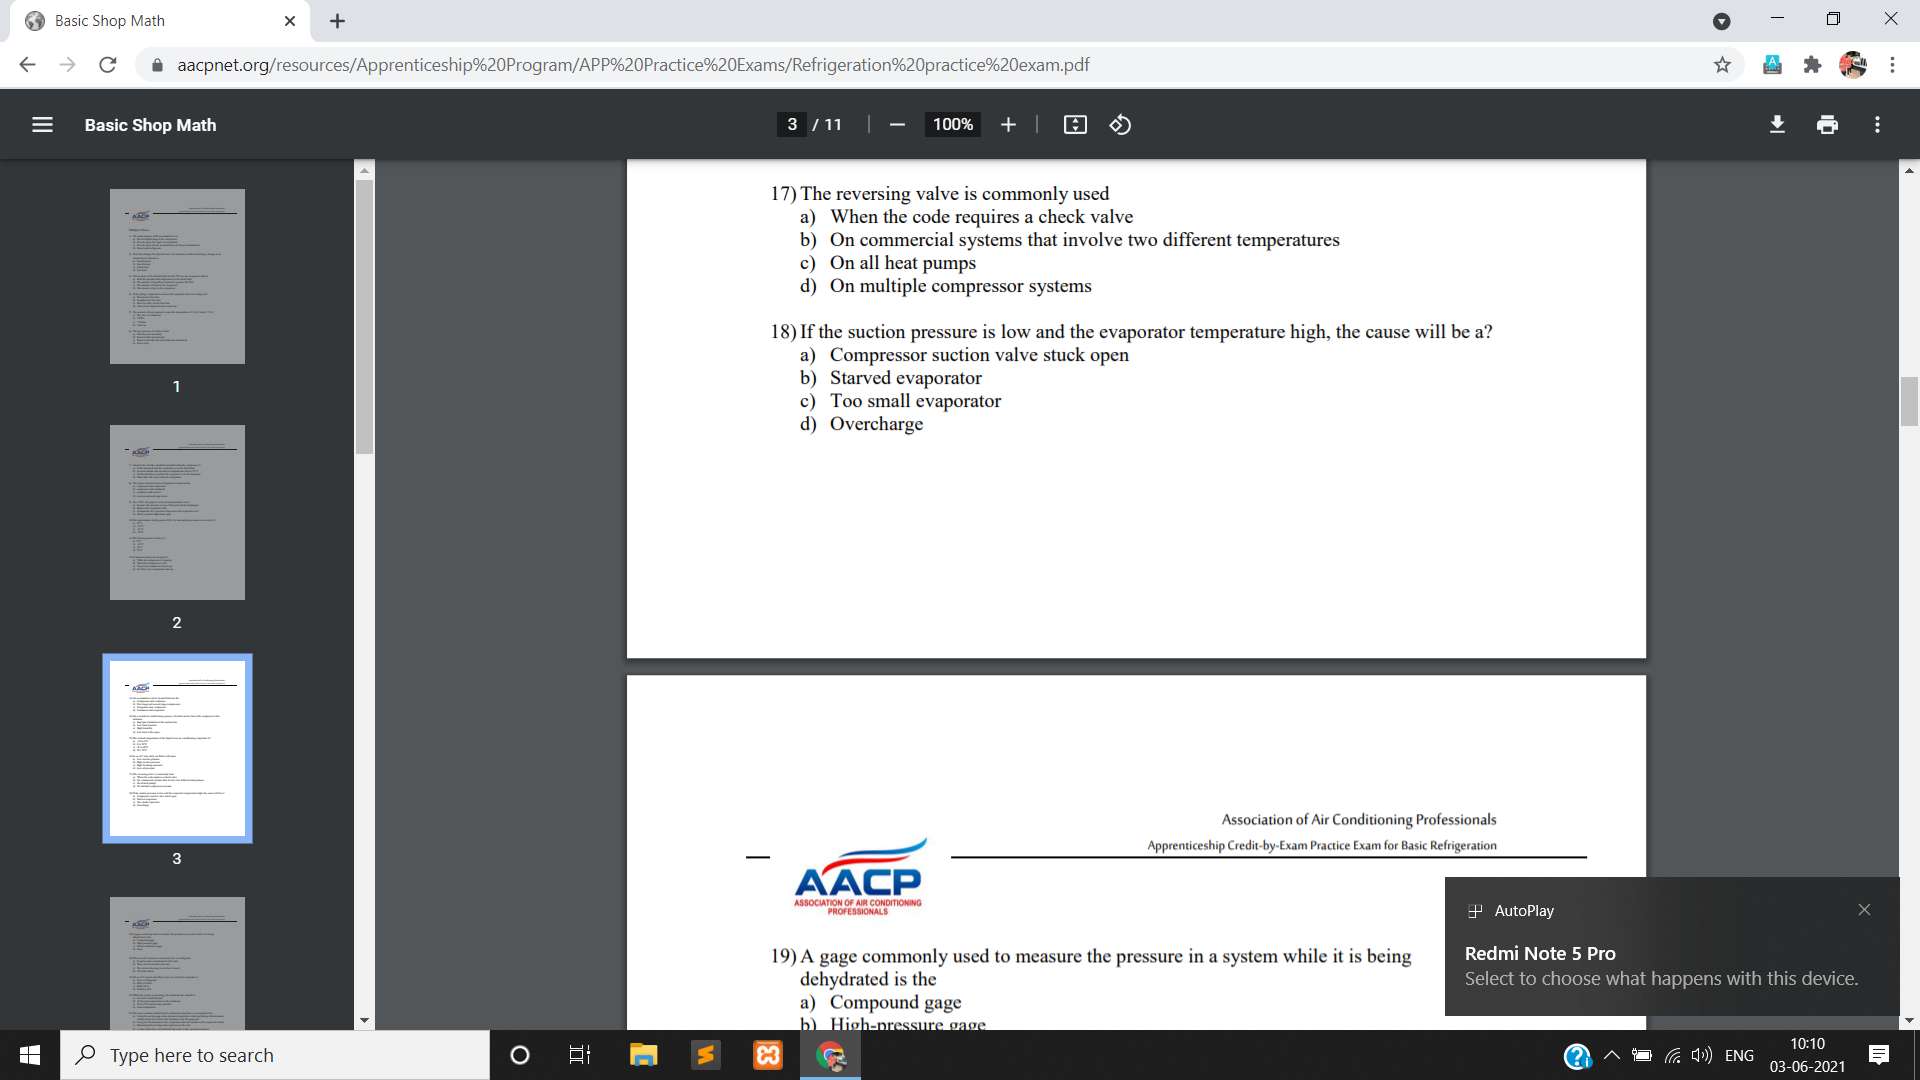 Basic Shop Math
aacpnet.org/resources/Apprenticeship%20Program/APP%20Practice%20Exams/Refrigeration%20practice%20exam.pdf
Basic Shop Math
3 / 11
100%
1
2
3
17) The reversing valve is commonly used
a) When the code requires a check valve
b) On commercial systems that involve two different temperatures
c) On all heat pumps
d) On multiple compressor systems
18) If the suction pressure is low and the evaporator temperature high, the cause will be a?
a) Compressor suction valve stuck open
b) Starved evaporator
c) Too small evaporator
d) Overcharge
Association of Air Conditioning Professionals
Apprenticeship Credit-by-Exam Practice Exam for Basic Refrigeration
AACP
ASSOCIATION OF AIR CONDITIONING
PROFESSIONALS
19) A gage commonly used to measure the pressure in a system while it is being
dehydrated is the
a) Compound gage
b) High-pressure gage
AutoPlay
Redmi Note 5 Pro
Select to choose what happens with this device.
Type here to search
ENG
10:10
03-06-2021